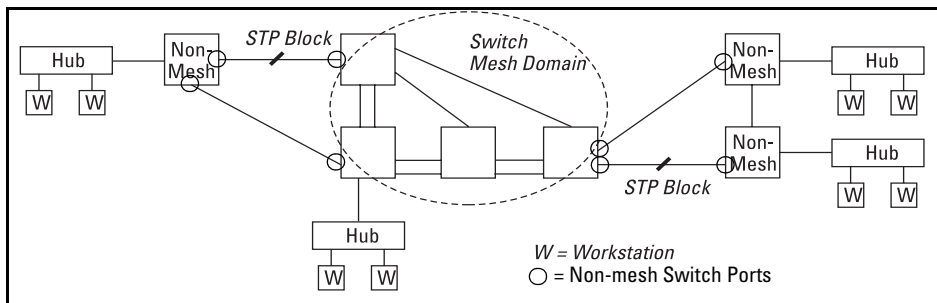 STP Block
Switch
Mesh Domain
Hub
Non-
Mesh
W
W
Non-
Mesh
Hub
W
W
Non-
Mesh
Hub
W
W
STP Block
Hub
W
W
W = Workstation
= Non-mesh Switch Ports